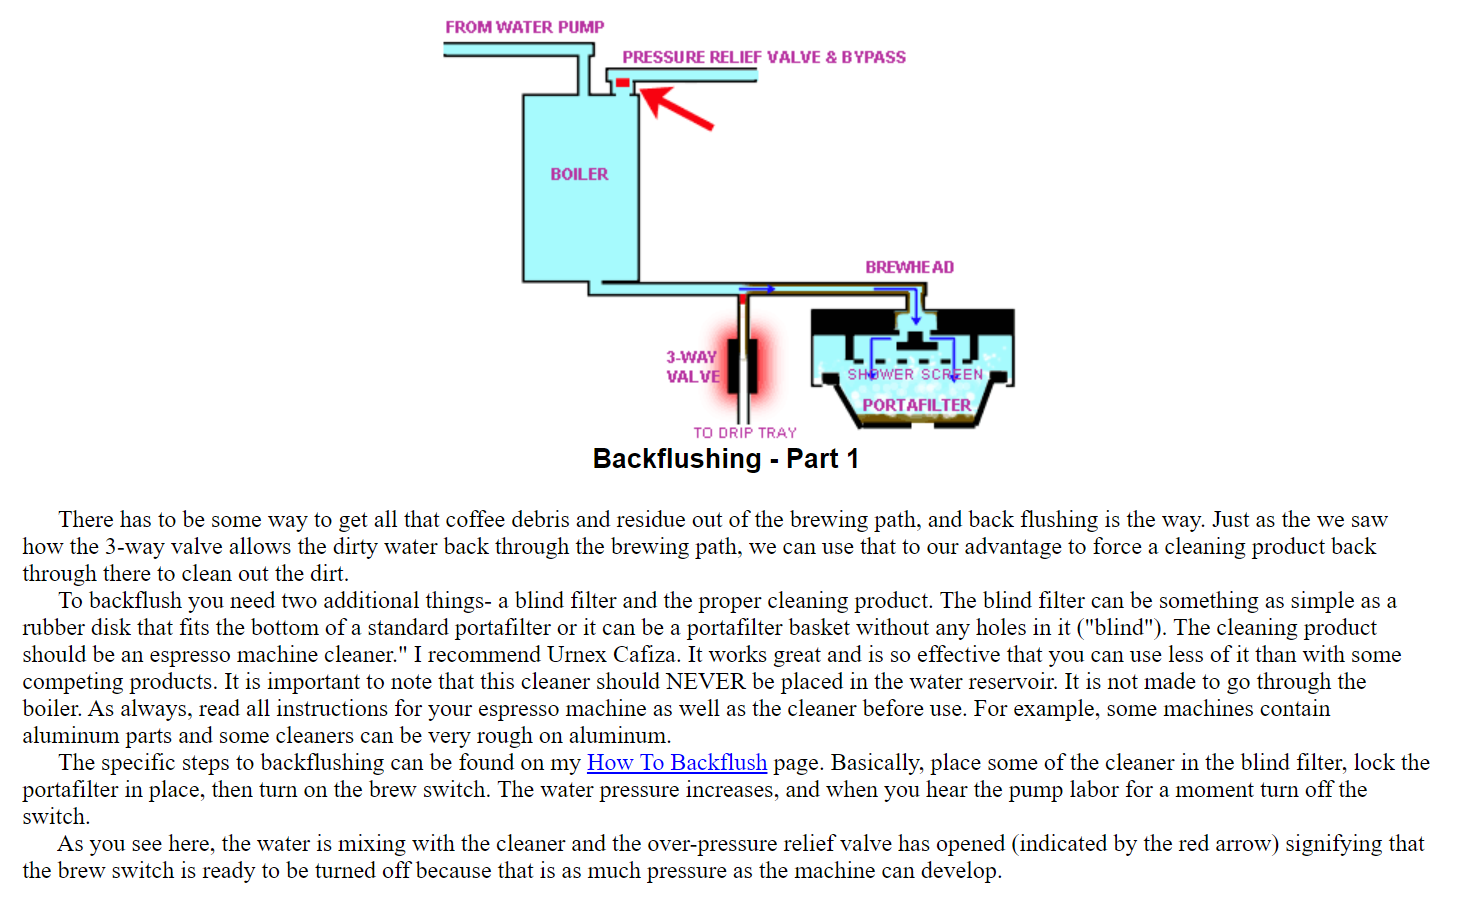 FROM WATER PUMP
PRESSURE RELIEF VALVE & BYPASS
BOILER
BREWHEAD
3-WAY
VALVE
SHOWER SCREEN
PORTAFILTER
TO DRIP TRAY
Backflushing - Part 1
There has to be some way to get all that coffee debris and residue out of the brewing path, and back flushing is the way. Just as the we saw
how the 3-way valve allows the dirty water back through the brewing path, we can use that to our advantage to force a cleaning product back
through there to clean out the dirt.
To backflush you need two additional things- a blind filter and the proper cleaning product. The blind filter can be something as simple as a
rubber disk that fits the bottom of a standard portafilter or it can be a portafilter basket without any holes in it ("blind"). The cleaning product
should be an espresso machine cleaner." I recommend Urnex Cafiza. It works great and is so effective that you can use less of it than with some
competing products. It is important to note that this cleaner should NEVER be placed in the water reservoir. It is not made to go through the
boiler. As always, read all instructions for your espresso machine as well as the cleaner before use. For example, some machines contain
aluminum parts and some cleaners can be very rough on aluminum.
The specific steps to backflushing can be found on my How To Backflush page. Basically, place some of the cleaner in the blind filter, lock the
portafilter in place, then turn on the brew switch. The water pressure increases, and when you hear the pump labor for a moment turn off the
switch.
As you see here, the water is mixing with the cleaner and the over-pressure relief valve has opened (indicated by the red arrow) signifying that
the brew switch is ready to be turned off because that is as much pressure as the machine can develop.